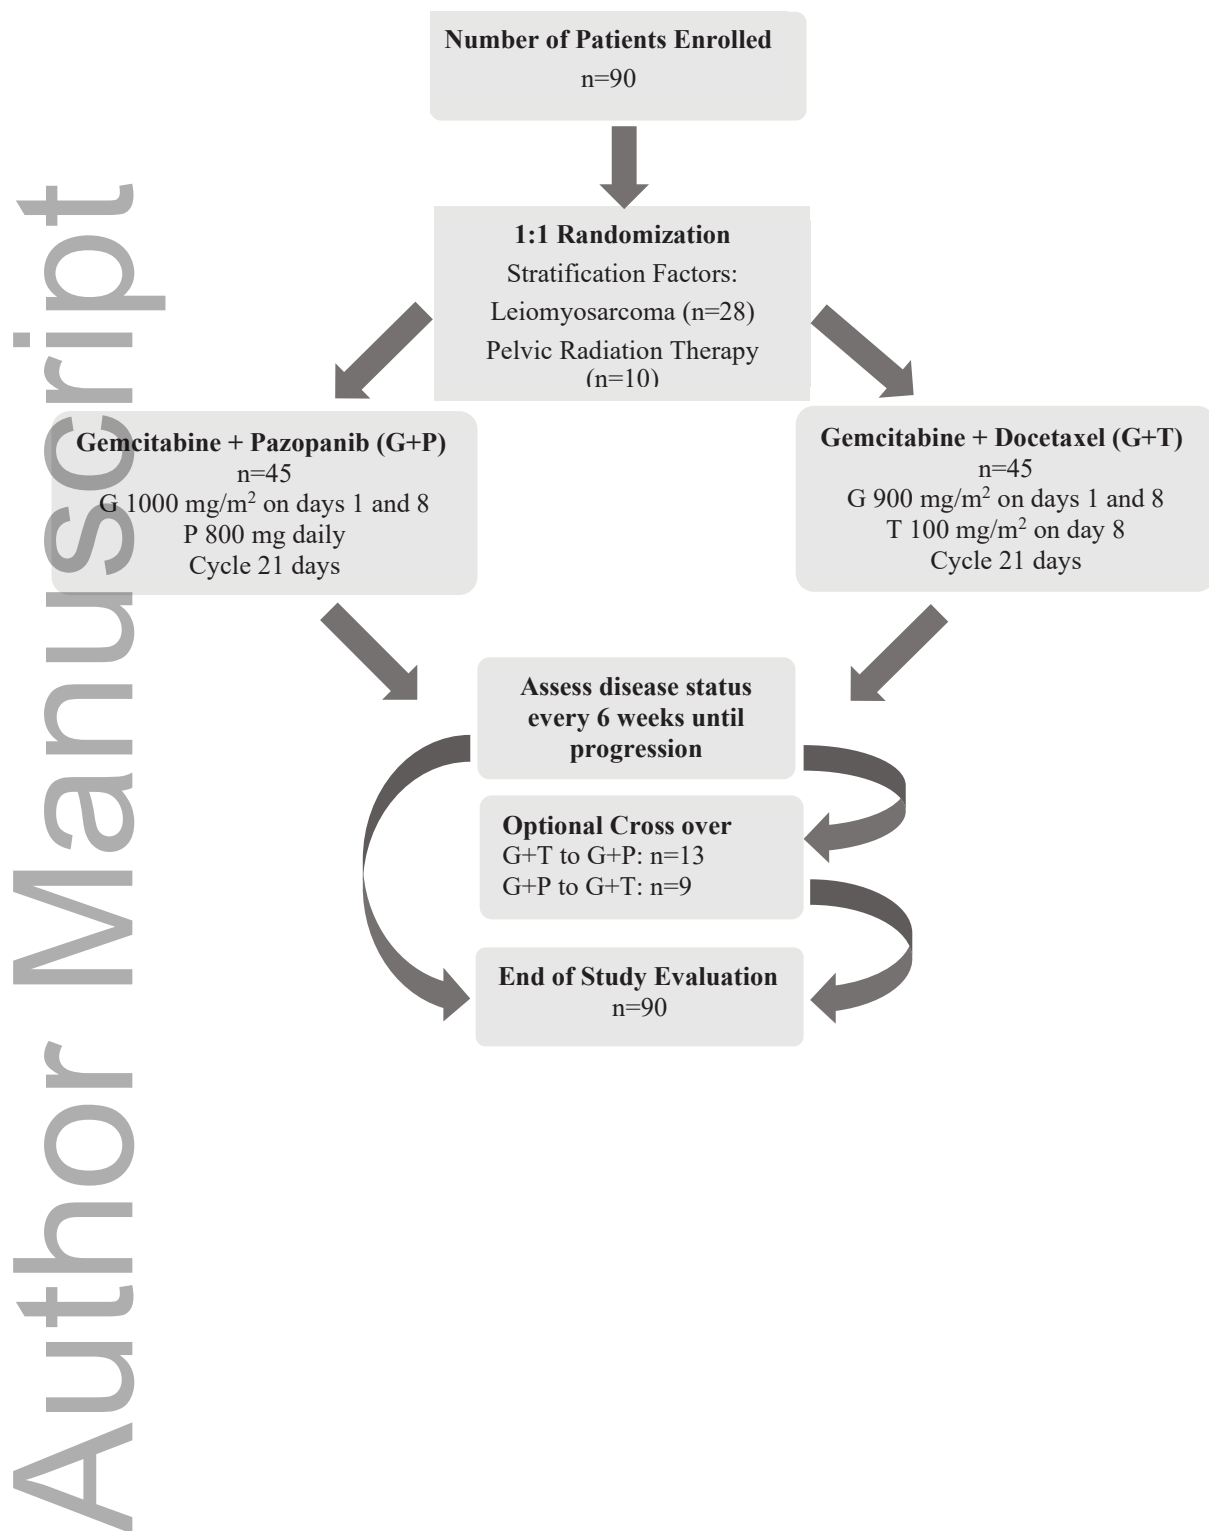 Number of Patients Enrolled
n=90
1:1 Randomization
Stratification Factors:
Leiomyosarcoma (n=28)
Pelvic Radiation Therapy
(n=10)
Gemcitabine + Pazopanib (G+P)
n=45
G 1000 mg/m² on days 1 and 8
P 800 mg daily
Cycle 21 days
Gemcitabine + Docetaxel (G+T)
n=45
G 900 mg/m² on days 1 and 8
T 100 mg/m² on day 8
Cycle 21 days
Assess disease status
every 6 weeks until
progression
Optional Cross over
G+T to G+P: n=13
G+P to G+T: n=9
End of Study Evaluation
n=90
Author Manuscript